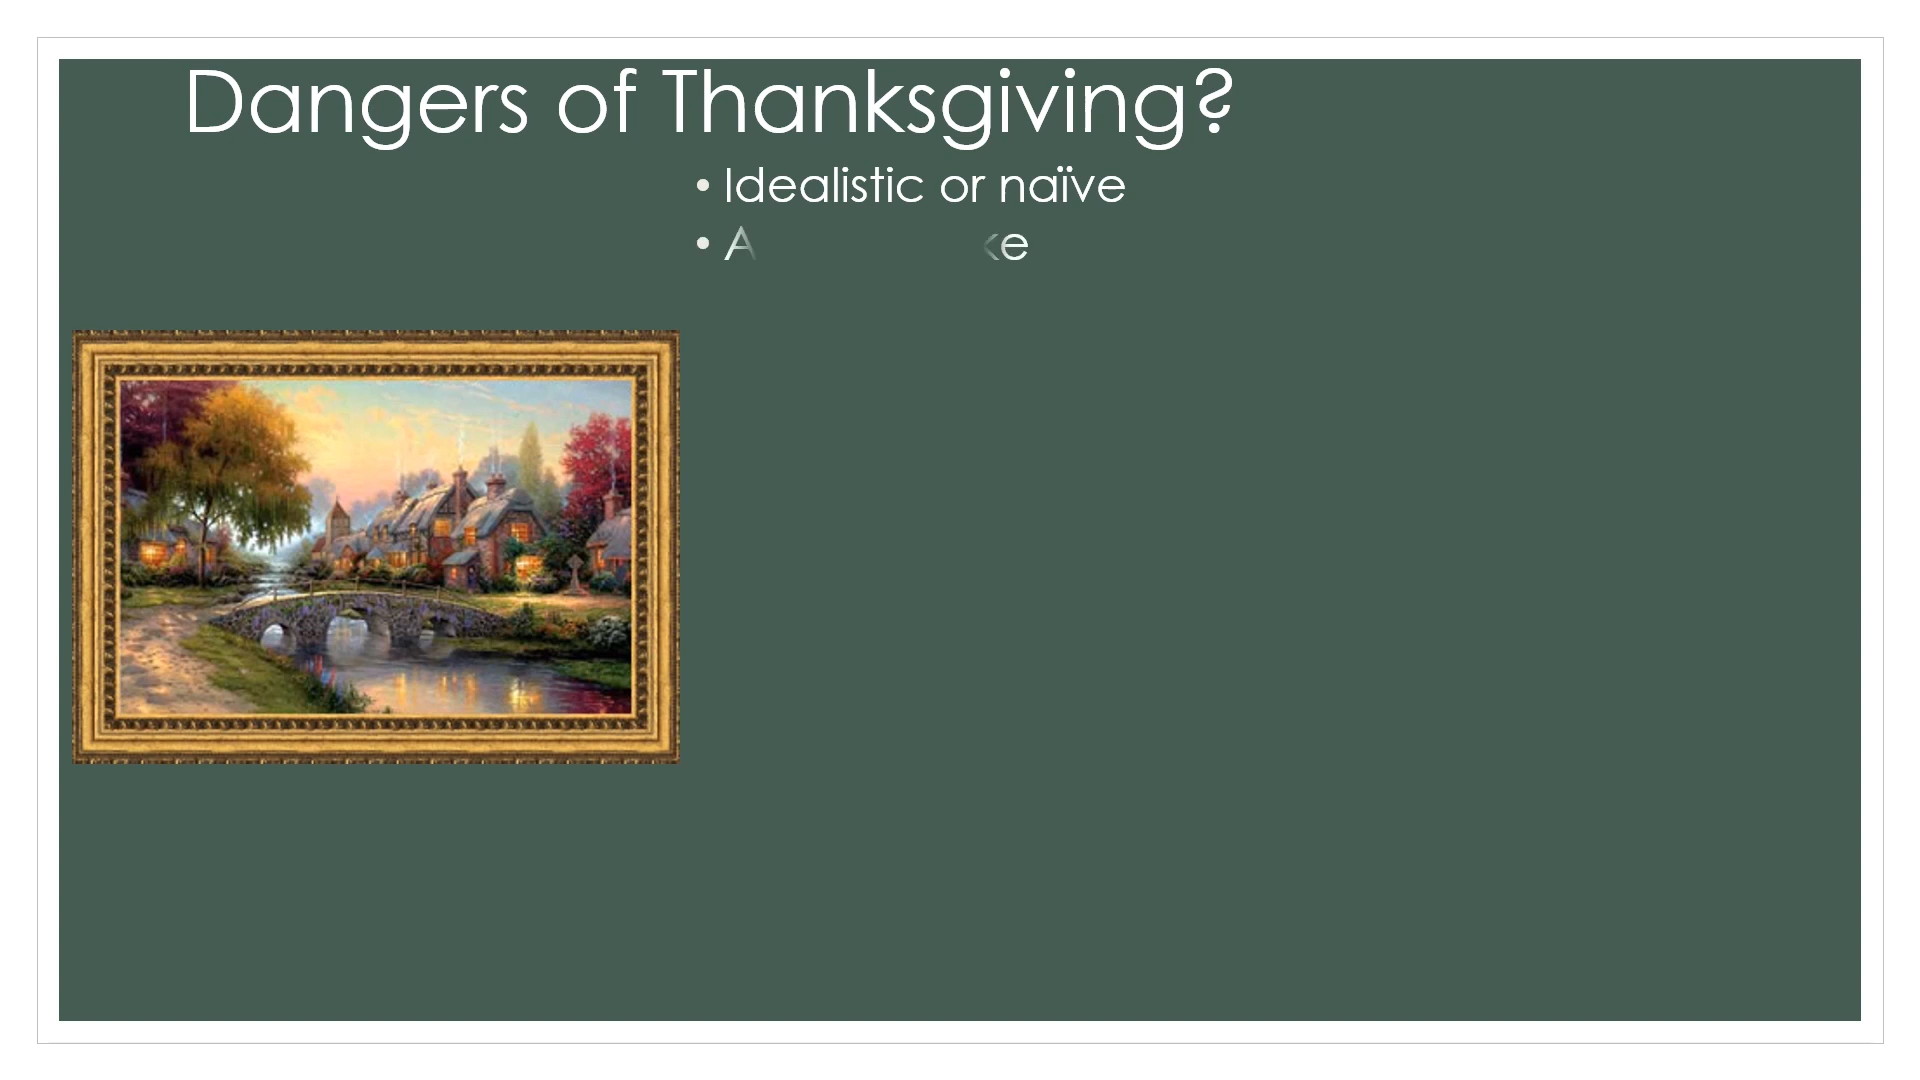 Dangers of Thanksgiving?
• Idealistic or naïve